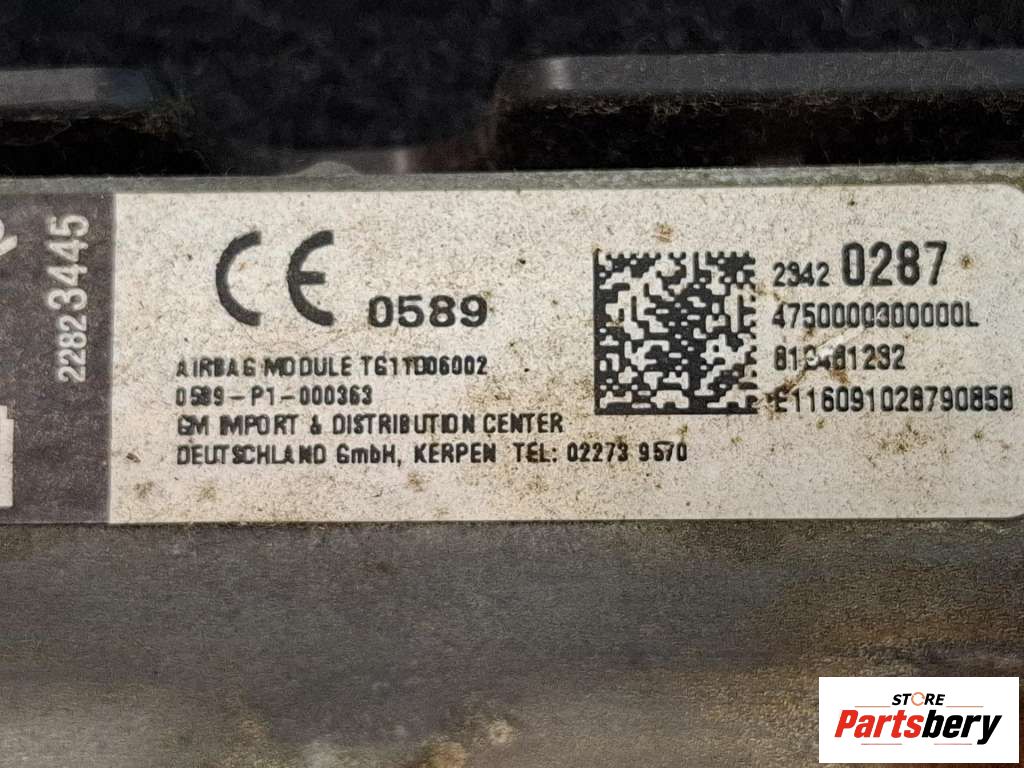 22823445
CE 0589
AIRBAG MODULE TG11D06002
0589-P1-000363
GM IMPORT & DISTRIBUTION CENTER
DEUTSCHLAND GmbH, KERPEN TEL: 02273 9570
2342 0287
4750000300000L
E116091028790858
STORE
Partsbery